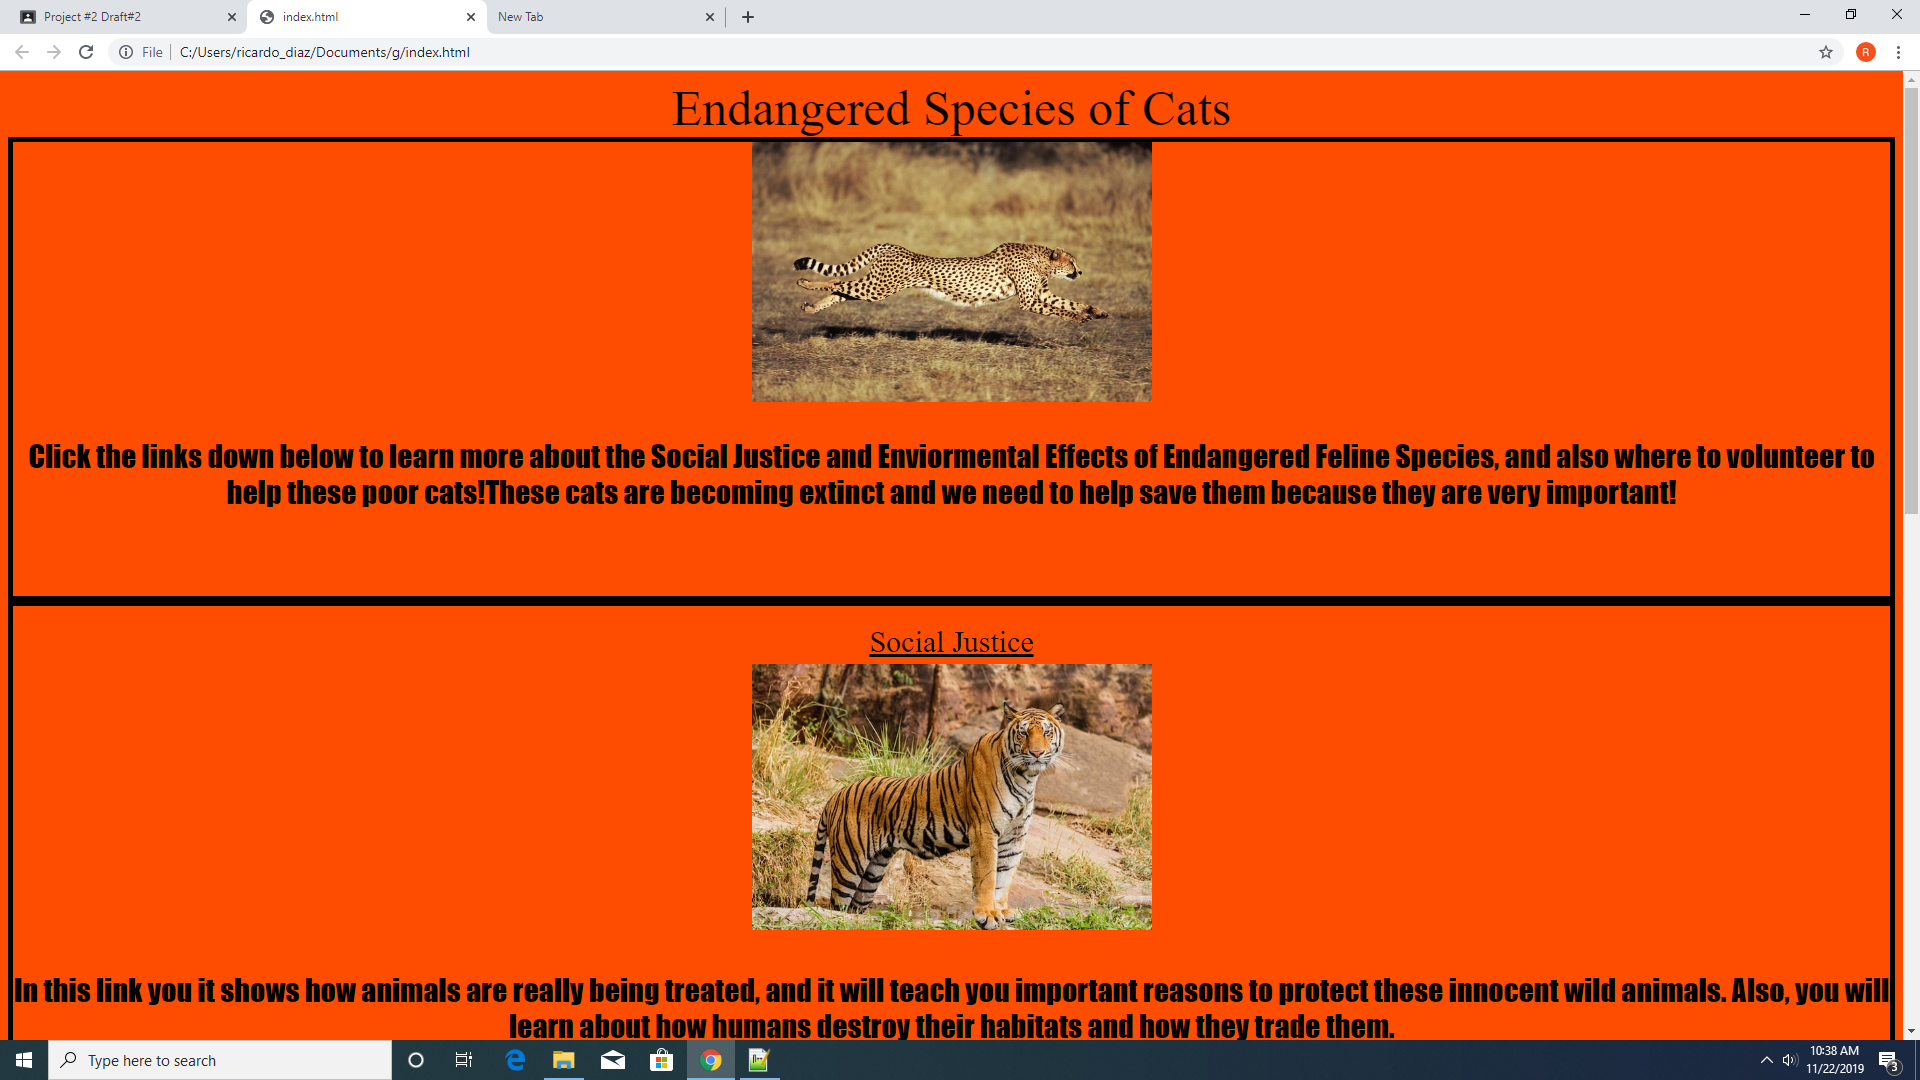 Project #2 Draft#2
index.html
New Tab
File
C:/Users/ricardo_diaz/Documents/g/index.html
R
Endangered Species of Cats
Click the links down below to learn more about the Social Justice and Enviormental Effects of Endangered Feline Species, and also where to volunteer to
help these poor cats!These cats are becoming extinct and we need to help save them because they are very important!
Social Justice
In this link you it shows how animals are really being treated, and it will teach you important reasons to protect these innocent wild animals. Also, you will
learn about how humans destroy their habitats and how they trade them.
Type here to search
10:38 AM
11/22/2019
3